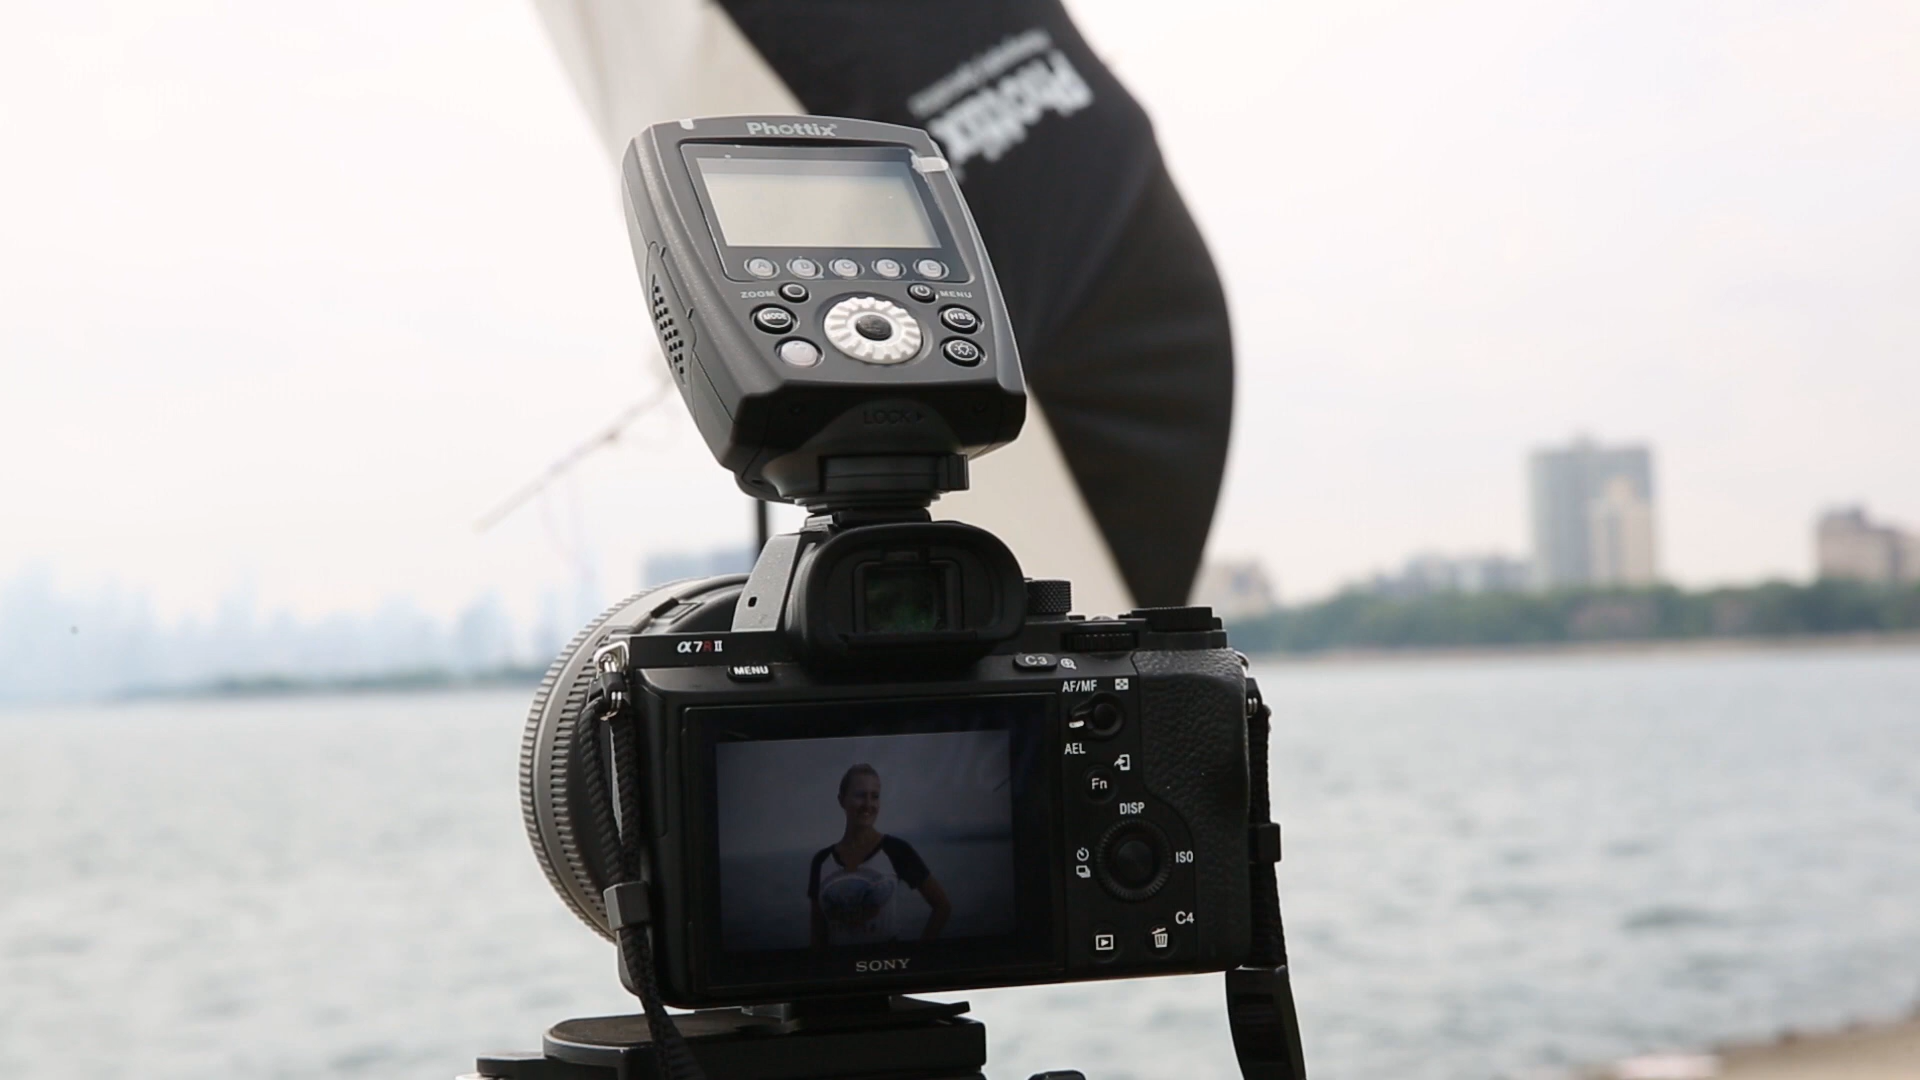 Phottix
Phottix
A B C D E
ZOOM MENU
MODE HSS
LOCK
α7RII
MENU
C3
AF/MF
AEL
Fn
DISP
ISO
C4
SONY